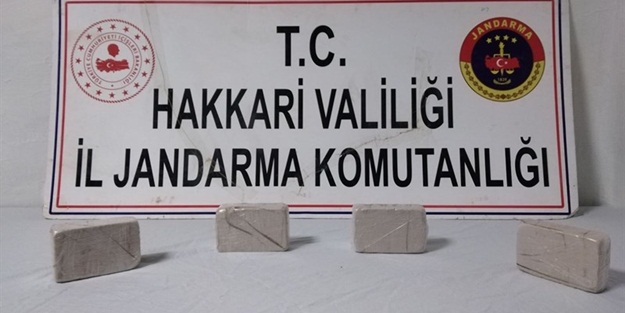 T.C.
HAKKARİ VALİLİĞİ
İL JANDARMA KOMUTANLIĞI
JANDARMA